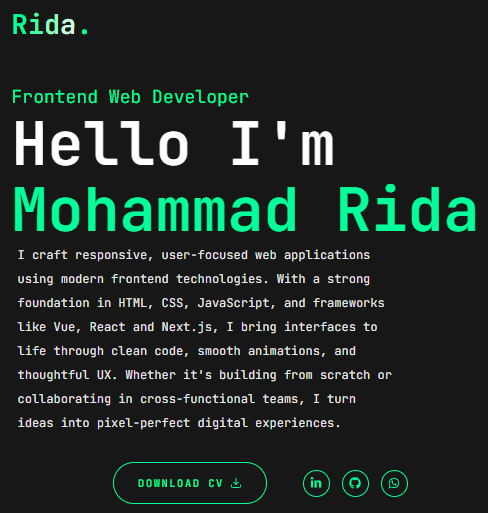 Rida.
Frontend Web Developer
Hello I'm
Mohammad Rida
I craft responsive, user-focused web applications
using modern frontend technologies. With a strong
foundation in HTML, CSS, JavaScript, and frameworks
like Vue, React and Next.js, I bring interfaces to
life through clean code, smooth animations, and
thoughtful UX. Whether it's building from scratch or
collaborating in cross-functional teams, I turn
ideas into pixel-perfect digital experiences.
DOWNLOAD CV
in